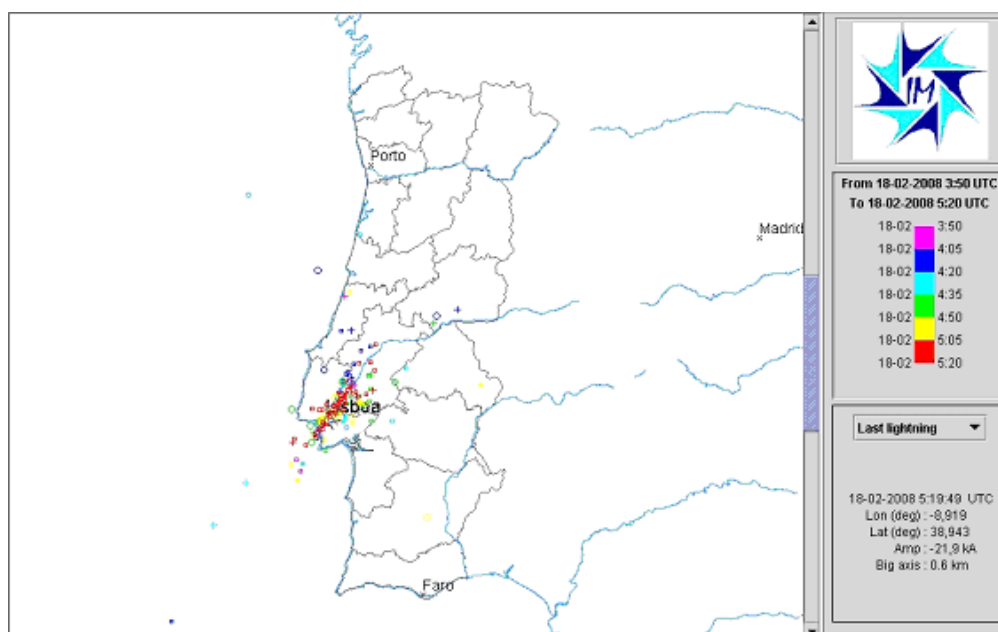 Porto
Madrid
sboa
Faro
IM
From 18-02-2008 3:50 UTC
To 18-02-2008 5:20 UTC
18-02 3:50
18-02 4:05
18-02 4:20
18-02 4:35
18-02 4:50
18-02 5:05
18-02 5:20
Last lightning
18-02-2008 5:19:49 UTC
Lon (deg) : -8,919
Lat (deg) : 38,943
Amp : -21,9 kA
Big axis : 0.6 km